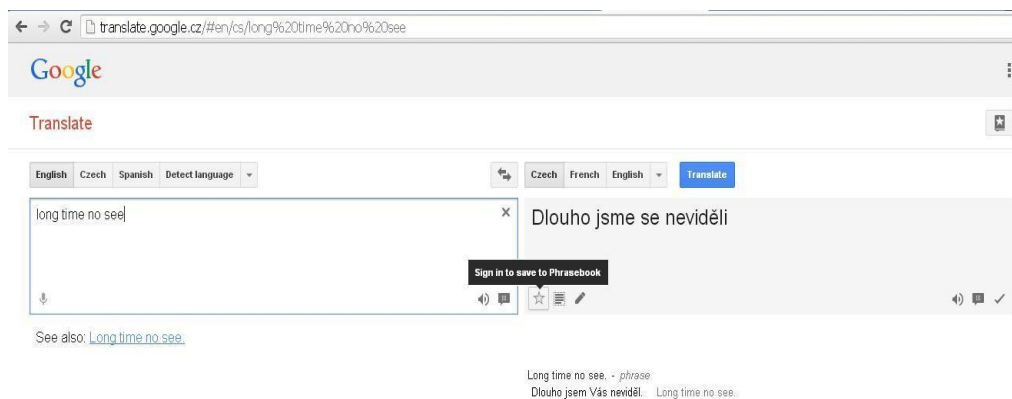 translate.google.cz/#en/cs/long%20time%20no%20see
Google
Translate
English Czech Spanish Detect language Czech French English Translate
long time no see
Dlouho jsme se neviděli
Sign in to save to Phrasebook
See also: Long time no see.
Long time no see. - phrase
Dlouho jsem Vás neviděl. Long time no see.